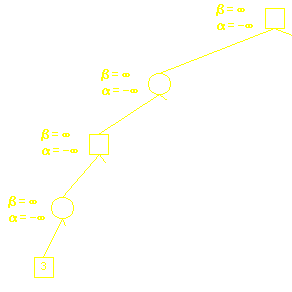 β = ∞
α = -∞
β = ∞
α = -∞
β = ∞
α = -∞
β = ∞
α = -∞
3